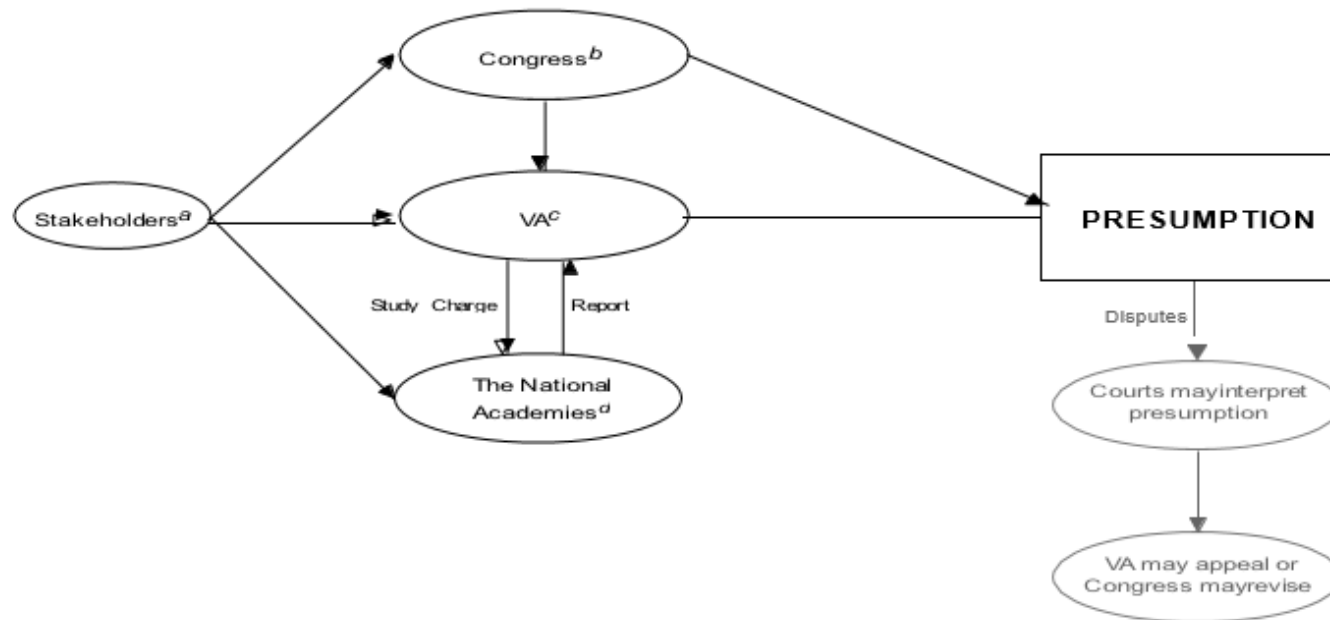 Congress^b
Stakeholders^a
VA^c
PRESUMPTION
Study Charge
Report
Disputes
The National
Academies^d
Courts mayinterpret
presumption
VA may appeal or
Congress mayrevise